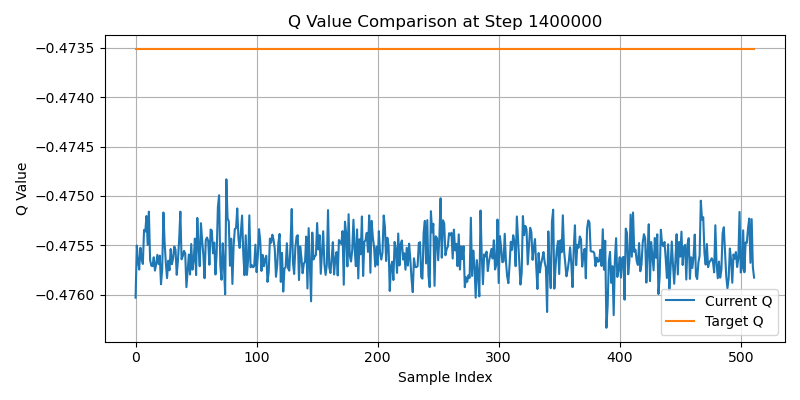 Q Value Comparison at Step 1400000
Q Value
−0.4735
−0.4740
−0.4745
−0.4750
−0.4755
−0.4760
Current Q
Target Q
0 100 200 300 400 500
Sample Index